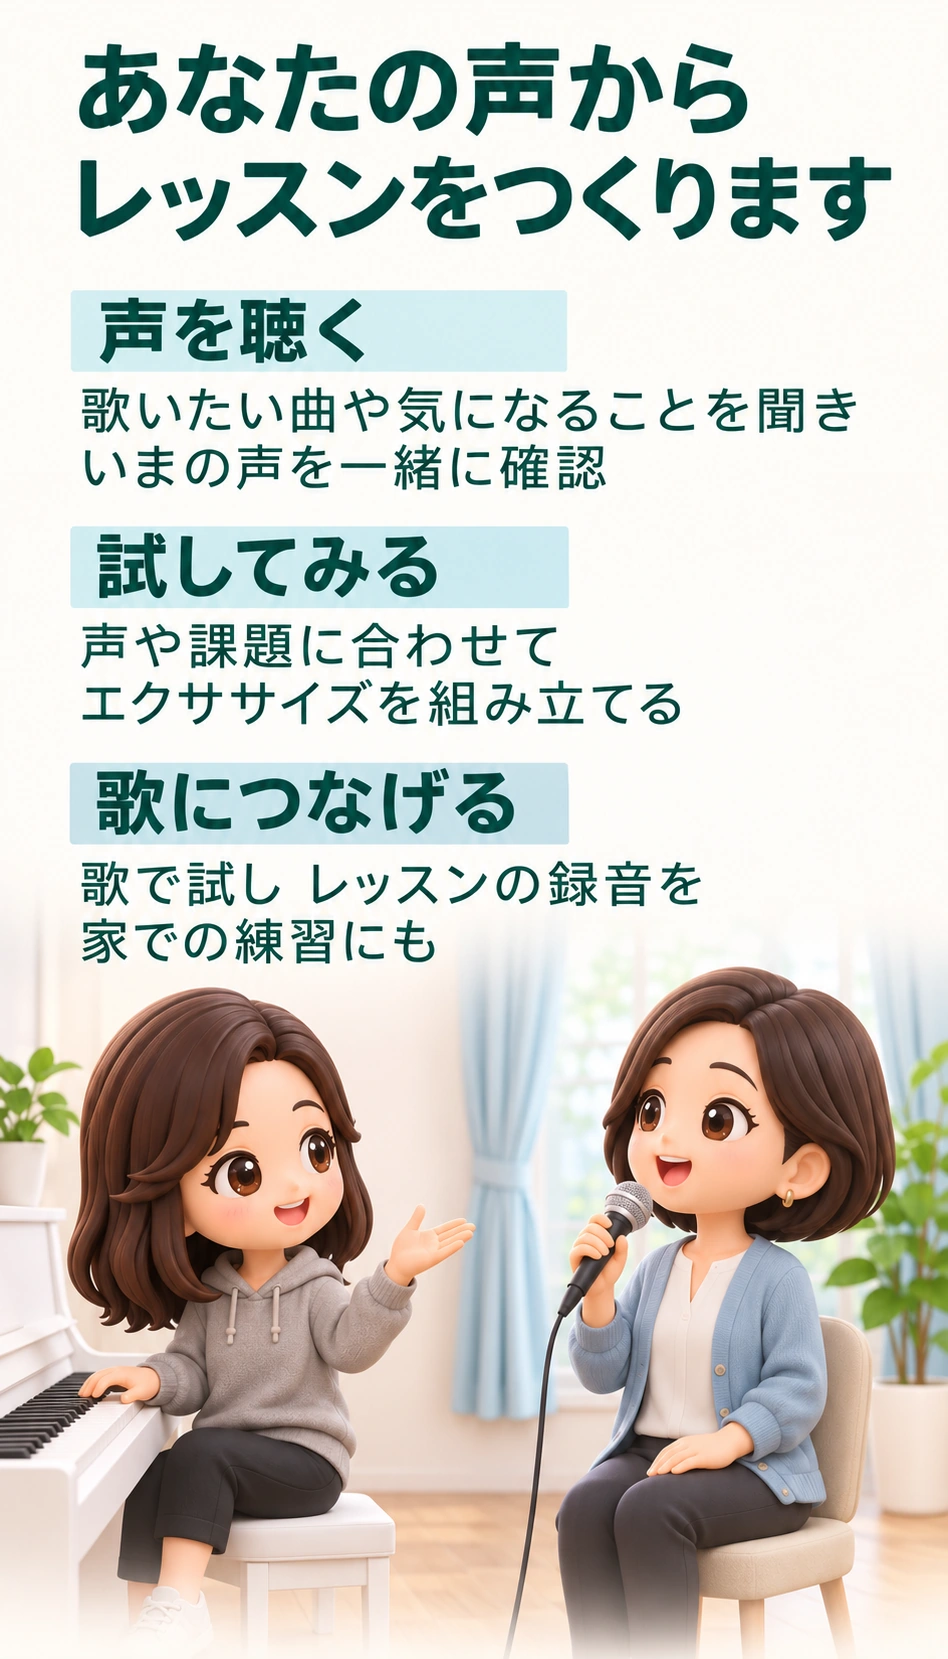 あなたの声から
レッスンをつくります
声を聴く
歌いたい曲や気になることを聞き
いまの声を一緒に確認
試してみる
声や課題に合わせて
エクササイズを組み立てる
歌につなげる
歌で試し レッスンの録音を
家での練習にも